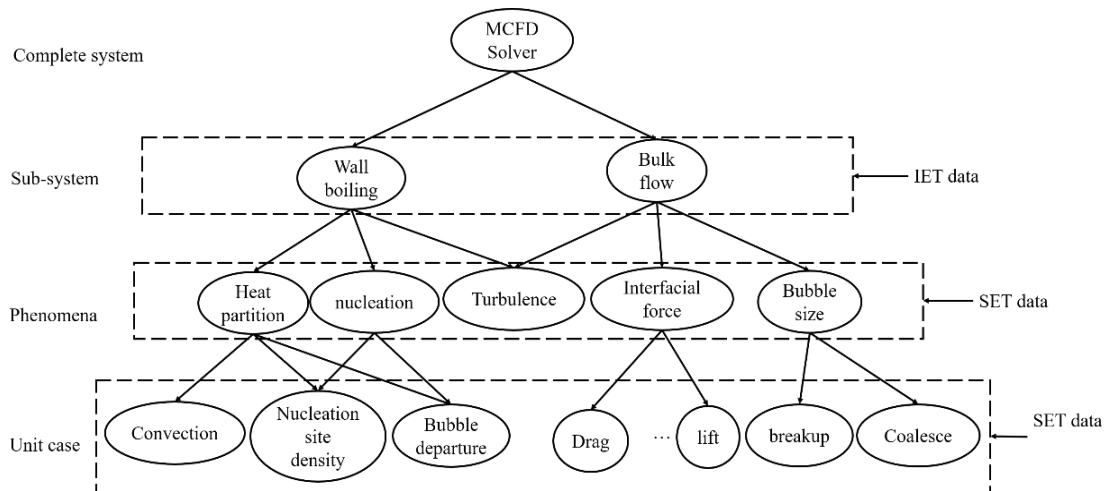 MCFD
Solver
Complete system
Sub-system
Wall
boiling
Bulk
flow
IET data
Phenomena
Heat
partition
nucleation
Turbulence
Interfacial
force
Bubble
size
SET data
Unit case
Convection
Nucleation
site
density
Bubble
departure
Drag
...
lift
breakup
Coalesce
SET data